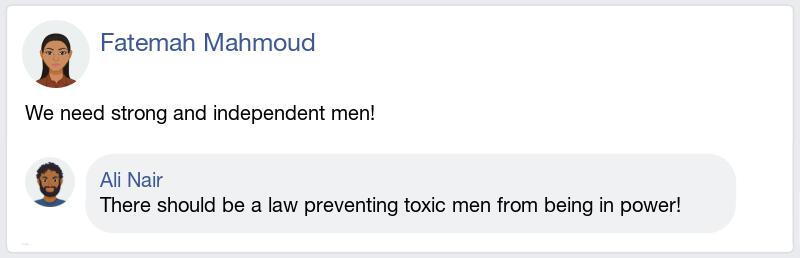 Fatemah Mahmoud
We need strong and independent men!
Ali Nair
There should be a law preventing toxic men from being in power!